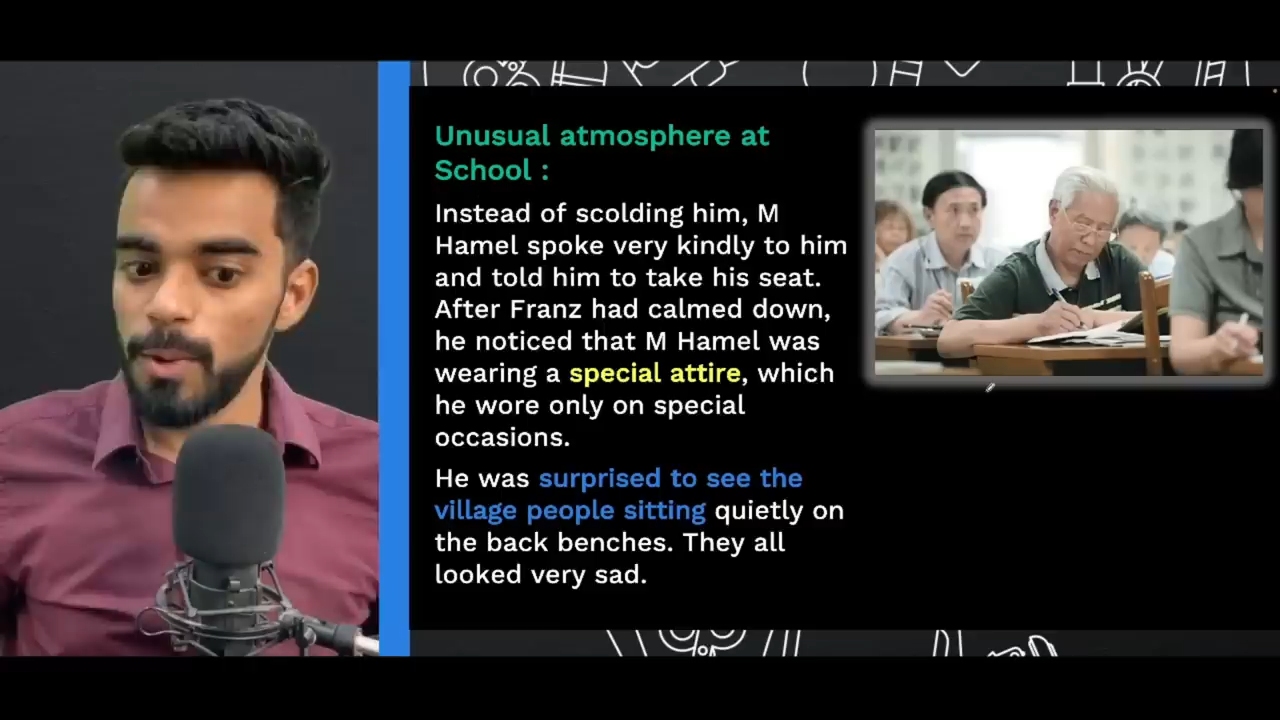 Unusual atmosphere at
School :
Instead of scolding him, M
Hamel spoke very kindly to him
and told him to take his seat.
After Franz had calmed down,
he noticed that M Hamel was
wearing a special attire, which
he wore only on special
occasions.
He was surprised to see the
village people sitting quietly on
the back benches. They all
looked very sad.